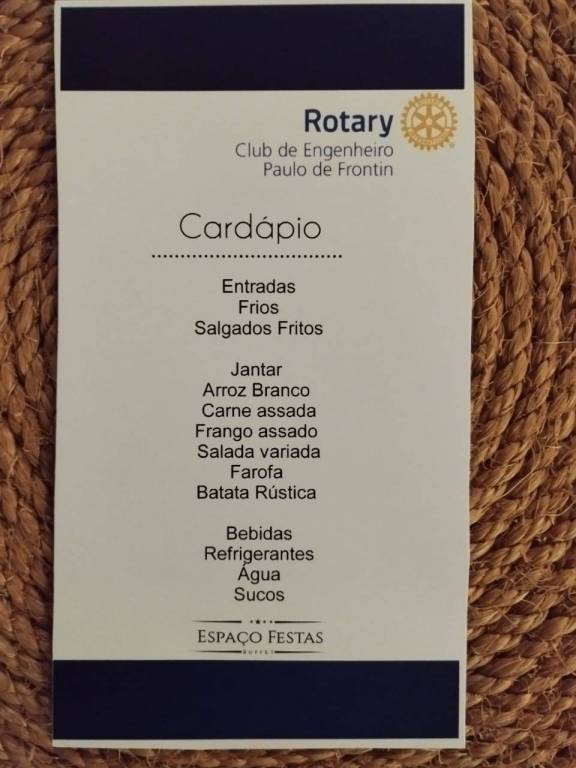 Rotary
Club de Engenheiro
Paulo de Frontin
Cardápio
Entradas
Frios
Salgados Fritos
Jantar
Arroz Branco
Carne assada
Frango assado
Salada variada
Farofa
Batata Rústica
Bebidas
Refrigerantes
Água
Sucos
ESPAÇO FESTAS
BUFFET